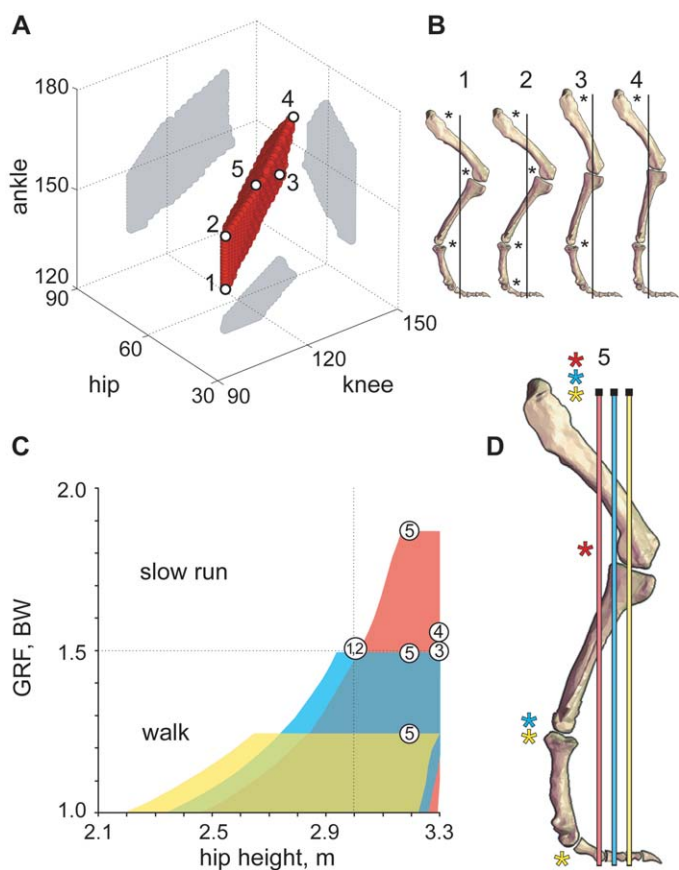 A
180
150
120
90
60
30
90
120
150
ankle
hip
knee
1
2
3
4
5
B
1 2 3 4
* * * *
* *
* * *
*
C
2.0
1.5
1.0
GRF, BW
slow run
walk
5
4
1,2
5
3
5
2.1 2.5 2.9 3.3
hip height, m
D
5
*
*
*
*
*
*
*